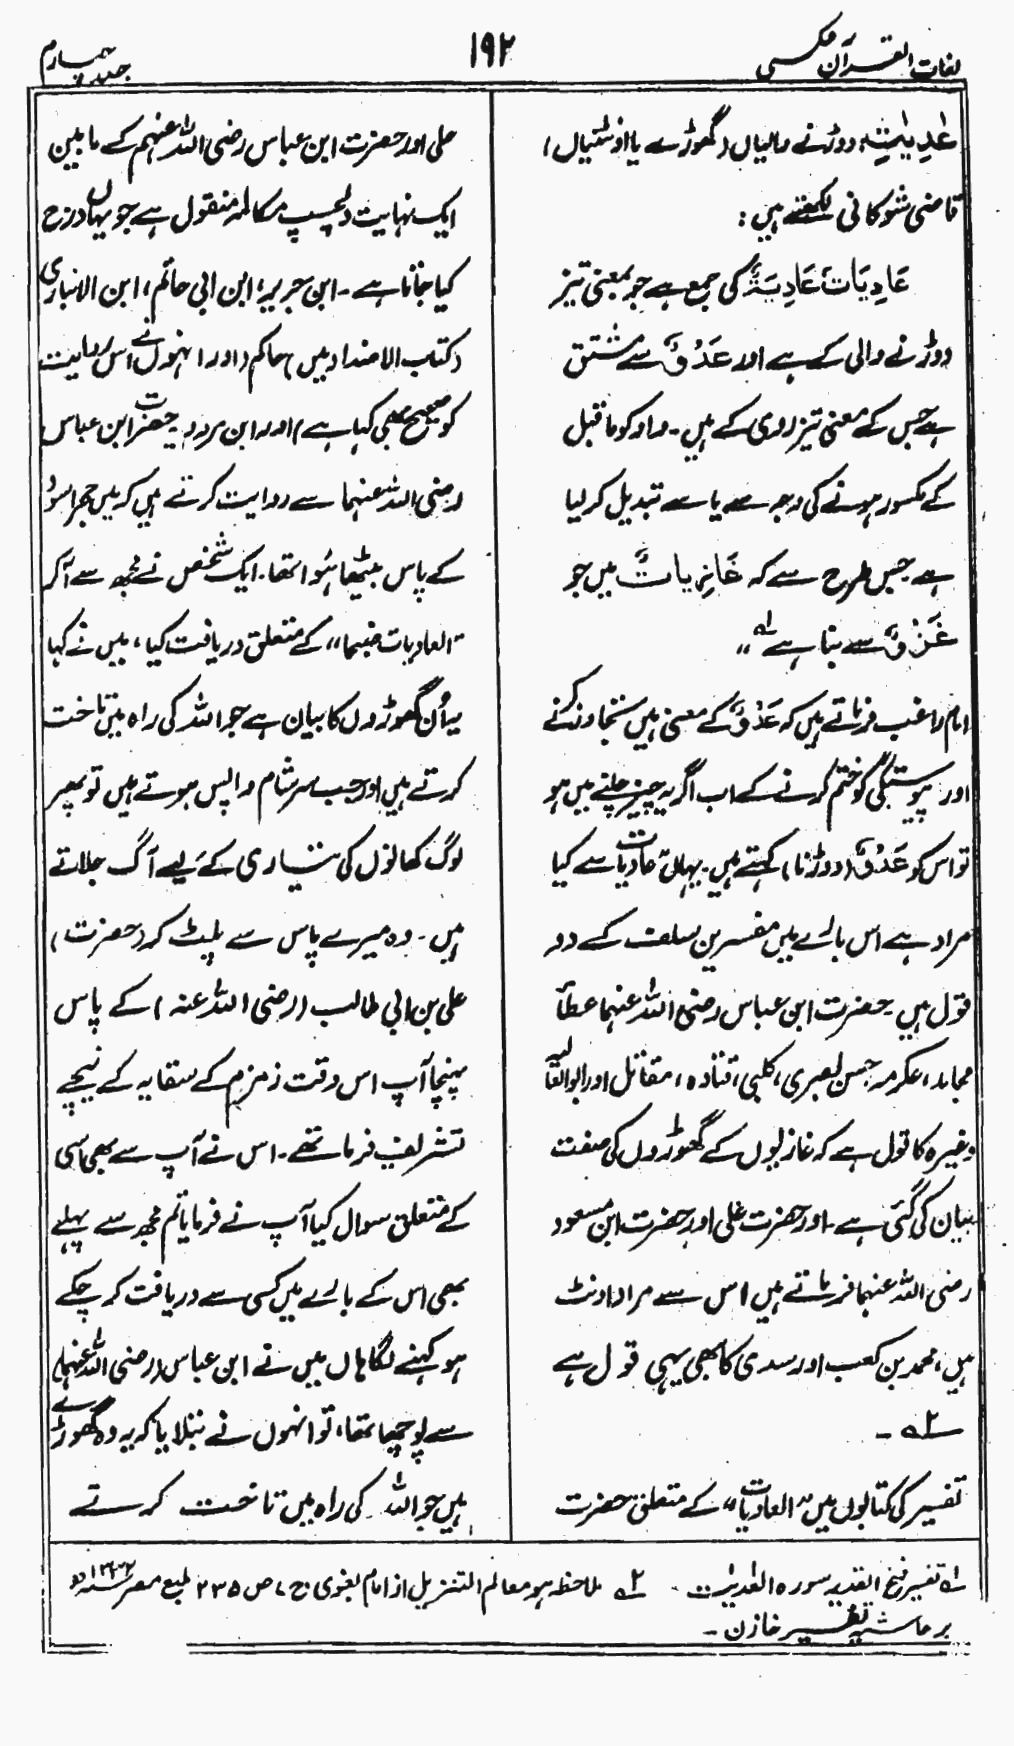 لغات القرآن عکسی
۱۹۲
جلد چہارم
عٰدِیٰتِ، دوڑنے والیاں (گھوڑے یا اونٹنیاں)
قاضی شوکانی لکھتے ہیں :
عَادِیَاتٌ عَادِیَۃٌ کی جمع ہے جو بمعنی تیز
دوڑنے والی کے ہے اور عَدْوٌ سے مشتق
ہے جس کے معنی تیز روی کے ہیں۔ واو کو ماقبل
کے مکسور ہونے کی وجہ سے یا سے تبدیل کر لیا
ہے جس طرح سے کہ غَازِیَاتٌ میں جو
غَزْوٌ سے بنا ہے ۱ہ،،
امام راغب فرماتے ہیں کہ عَدْوٌ کے معنی ہیں تجاوز کرنے
اور پیوستگی کو ختم کرنے کے اب اگر یہ چیز چلنے میں ہو
تو اس کو عَدْوٌ (دوڑنا) کہتے ہیں۔ یہاں عادیات سے کیا
مراد ہے اس بارے میں مفسرین سلف کے دو
قول ہیں حضرت ابن عباس رضی اللہ عنہما عطاء
مجاہد، عکرمہ حسن بصری، کلبی، قتادہ، مقاتل اور ابوالعالیہ
وغیرہ کا قول ہے کہ غازیوں کے گھوڑوں کی صفت
بیان کی گئی ہے۔ اور حضرت علی اور حضرت ابن مسعود
رضی اللہ عنہما فرماتے ہیں اس سے مراد اونٹ
ہیں، محمد بن کعب اور سدی کا بھی یہی قول ہے
۲ہ ۔
تفسیر کی کتابوں میں "العادیات" کے متعلق حضرت
علی اور حضرت ابن عباس رضی اللہ عنہم کے مابین
ایک نہایت دلچسپ مکالمہ منقول ہے جو یہاں درج
کیا جاتا ہے۔ ابن جریر، ابن ابی حاتم، ابن الانباری
(کتاب الاضداد میں) حاکم (اور انہوں نے اس روایت
کو صحیح بھی کہا ہے) اور ابن مردویہ حضرت ابن عباس
رضی اللہ عنہما سے روایت کرتے ہیں کہ میں حجر اسود
کے پاس بیٹھا ہوا تھا۔ ایک شخص نے مجھ سے آکر
"العادیات ضبحا،، کے متعلق دریافت کیا، میں نے کہا
یہ اُن گھوڑوں کا بیان ہے جو اللہ کی راہ میں تاخت
کرتے ہیں اور جب سرشام واپس ہوتے ہیں تو پھر
لوگ کھانوں کی تیاری کے لیے آگ جلاتے
ہیں۔ وہ میرے پاس سے پلیٹ کر (حضرت)
علی بن ابی طالب (رضی اللہ عنہ) کے پاس
پہنچا آپ اس وقت زمزم کے سقایہ کے نیچے
تشریف فرما تھے۔ اس نے آپ سے بھی اسی
کے متعلق سوال کیا آپ نے فرمایا تم مجھ سے پہلے
بھی اس کے بارے میں کسی سے دریافت کر چکے
ہو کہنے لگا ہاں میں نے ابن عباس (رضی اللہ عنہما)
سے پوچھا تھا، تو انہوں نے بتلایا کہ یہ وہ گھوڑے
ہیں جو اللہ کی راہ میں تاخت کرتے
۱ہ تفسیر فتح القدیر سورہ العٰدیٰت ۔ ۲ہ ملاحظہ ہو معالم التنزیل از امام بغوی ج ۷ ص ۲۳۵ طبع مصر
بر حاشیہ تفسیر خازن ۔